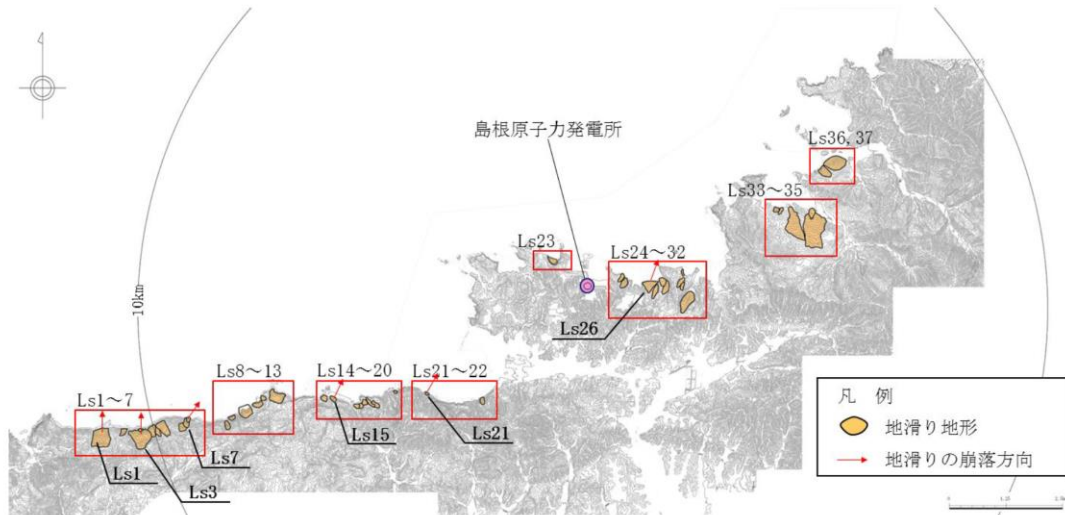 島根原子力発電所
Ls36, 37
Ls33～35
Ls23
Ls24～32
10km
Ls26
Ls8～13
Ls14～20
Ls21～22
Ls1～7
Ls15
Ls21
Ls7
Ls1
Ls3
凡 例
地滑り地形
地滑りの崩落方向